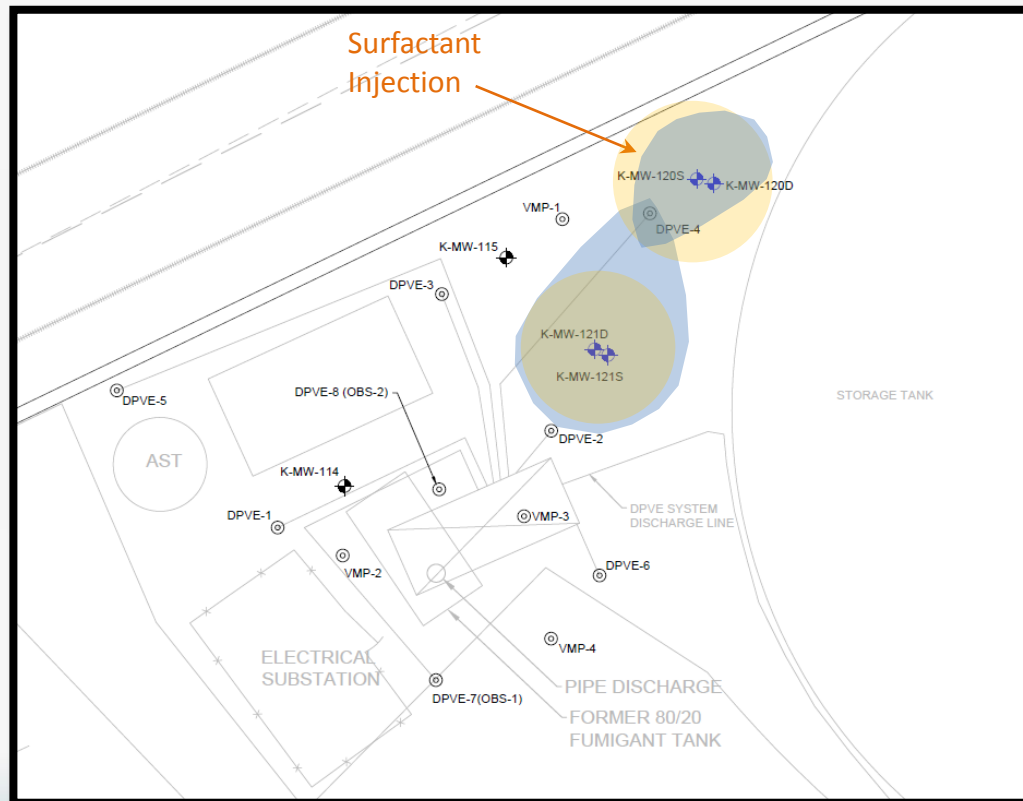 Surfactant
Injection
K-MW-120S
K-MW-120D
VMP-1
DPVE-4
K-MW-115
DPVE-3
K-MW-121D
K-MW-121S
DPVE-5
DPVE-8 (OBS-2)
STORAGE TANK
DPVE-2
AST
K-MW-114
DPVE-1
VMP-3
DPVE SYSTEM
DISCHARGE LINE
VMP-2
DPVE-6
VMP-4
ELECTRICAL
SUBSTATION
DPVE-7(OBS-1)
PIPE DISCHARGE
FORMER 80/20
FUMIGANT TANK